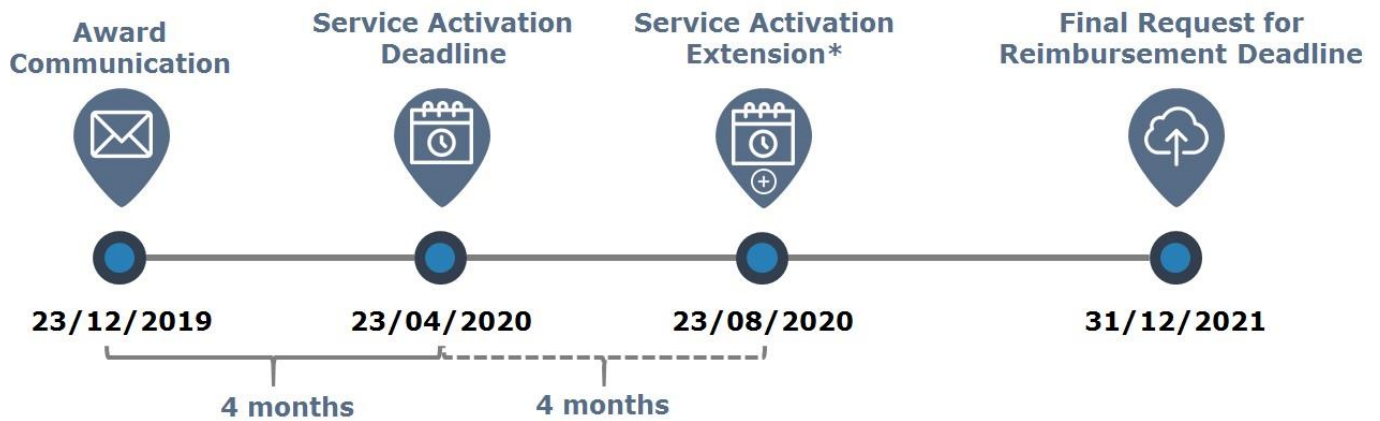 Award
Communication
Service Activation
Deadline
Service Activation
Extension*
Final Request for
Reimbursement Deadline
23/12/2019
23/04/2020
23/08/2020
31/12/2021
4 months
4 months